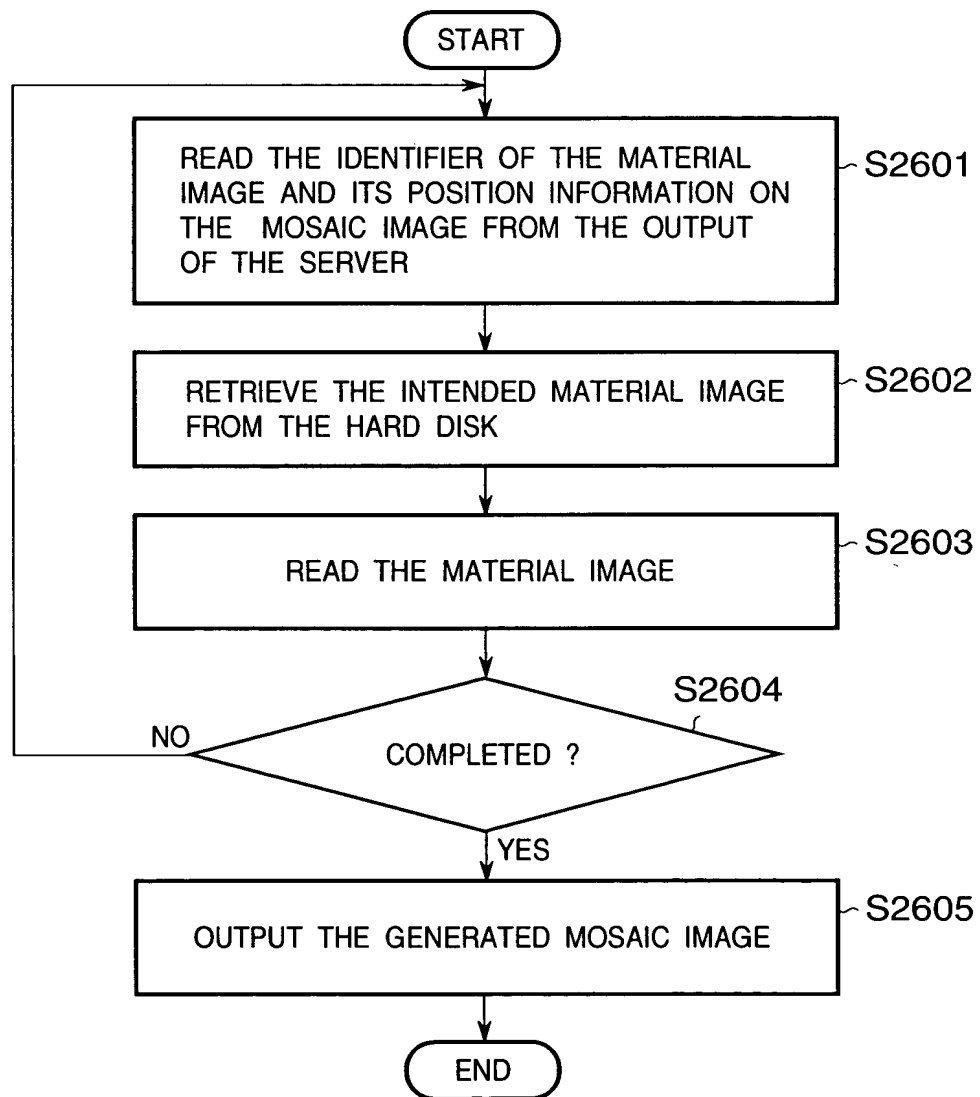 START
READ THE IDENTIFIER OF THE MATERIAL
IMAGE AND ITS POSITION INFORMATION ON
THE MOSAIC IMAGE FROM THE OUTPUT
OF THE SERVER
S2601
RETRIEVE THE INTENDED MATERIAL IMAGE
FROM THE HARD DISK
S2602
READ THE MATERIAL IMAGE
S2603
S2604
COMPLETED ?
NO
YES
OUTPUT THE GENERATED MOSAIC IMAGE
S2605
END